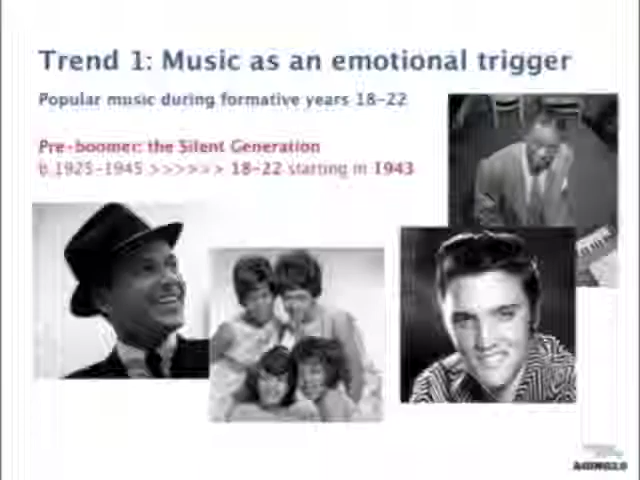 Trend 1: Music as an emotional trigger
Popular music during formative years 18-22
Pre-boomer: the Silent Generation
b.1925-1945 >>>>>> 18-22 starting in 1943